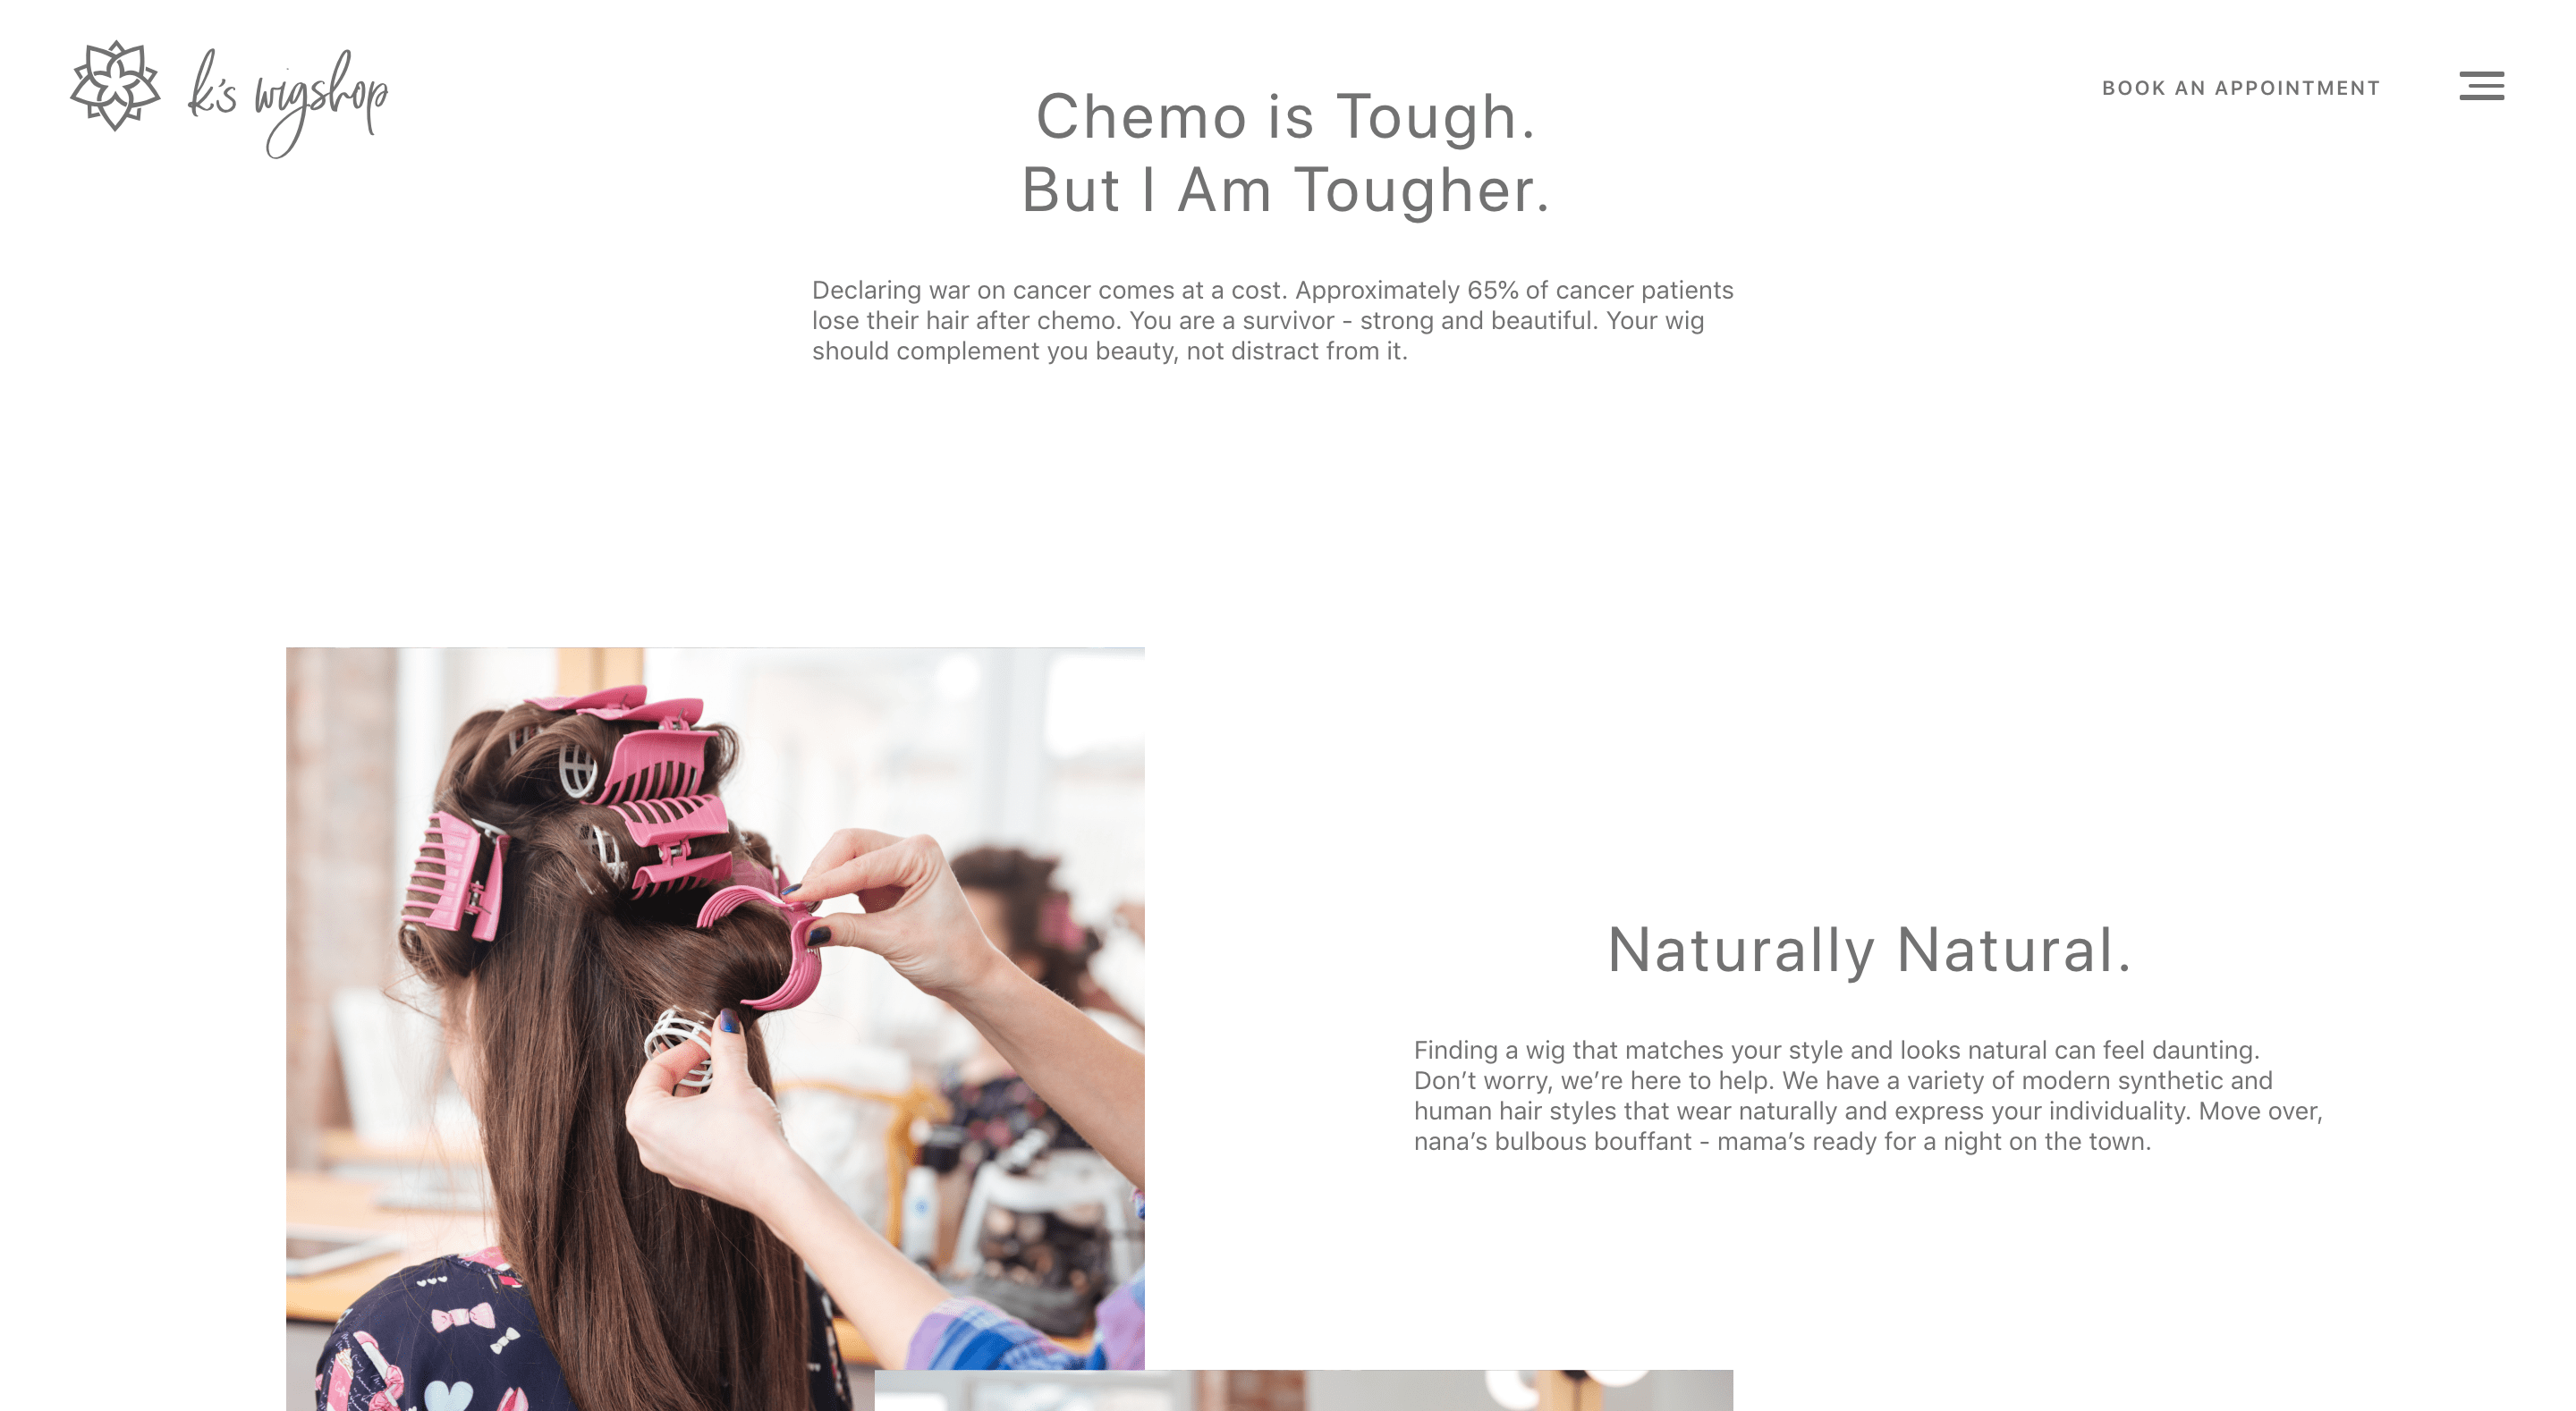 k's wigshop
BOOK AN APPOINTMENT
Chemo is Tough.
But I Am Tougher.
Declaring war on cancer comes at a cost. Approximately 65% of cancer patients
lose their hair after chemo. You are a survivor - strong and beautiful. Your wig
should complement you beauty, not distract from it.
Naturally Natural.
Finding a wig that matches your style and looks natural can feel daunting.
Don’t worry, we’re here to help. We have a variety of modern synthetic and
human hair styles that wear naturally and express your individuality. Move over,
nana’s bulbous bouffant - mama’s ready for a night on the town.